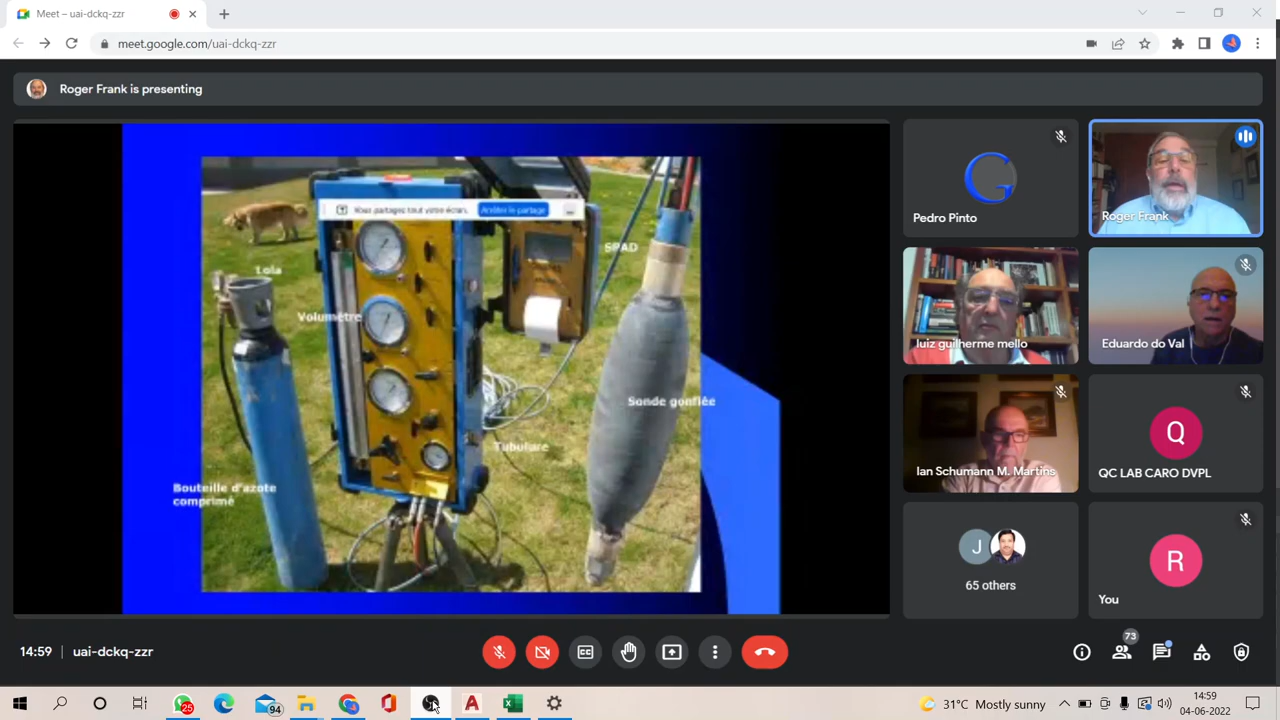 Meet – uai-dckq-zzr
meet.google.com/uai-dckq-zzr
Roger Frank is presenting
Vous partagez tout votre écran.
Arrêter le partage
Lola
Volumètre
SPAD
Sonde gonflée
Tubulure
Bouteille d'azote
comprimé
Pedro Pinto
Roger Frank
luiz guilherme mello
Eduardo do Val
Ian Schumann M. Martins
Q
QC LAB CARO DVPL
J
65 others
R
You
14:59
uai-dckq-zzr
CC
73
25
94
A
31°C Mostly sunny
14:59
04-06-2022